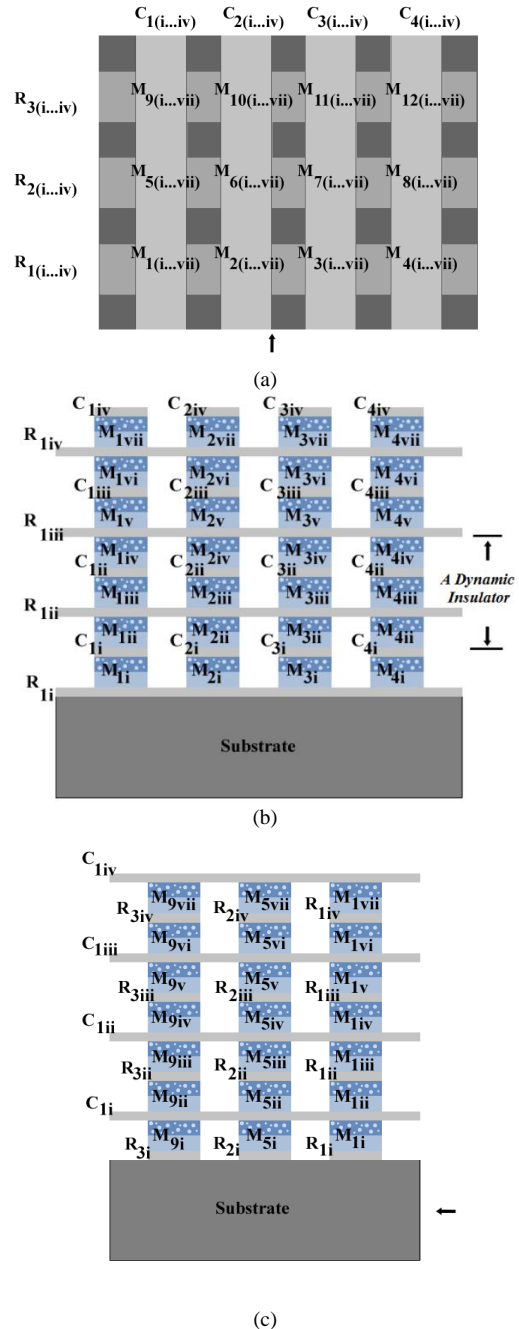 C1(i...iv) C2(i...iv) C3(i...iv) C4(i...iv)
R3(i...iv) M9(i...vii) M10(i...vii) M11(i...vii) M12(i...vii)
R2(i...iv) M5(i...vii) M6(i...vii) M7(i...vii) M8(i...vii)
R1(i...iv) M1(i...vii) M2(i...vii) M3(i...vii) M4(i...vii)
(a)
C1iv C2iv C3iv C4iv
M1vii M2vii M3vii M4vii
R1iv
M1vi M2vi M3vi M4vi
C1iii C2iii C3iii C4iii
M1v M2v M3v M4v
R1iii
M1iv M2iv M3iv M4iv
C1ii C2ii C3ii C4ii
A Dynamic
Insulator
M1iii M2iii M3iii M4iii
R1ii
M1ii M2ii M3ii M4ii
C1i C2i C3i C4i
M1i M2i M3i M4i
R1i
Substrate
(b)
C1iv
M9vii M5vii M1vii
R3iv R2iv R1iv
M9vi M5vi M1vi
C1iii
M9v M5v M1v
R3iii R2iii R1iii
M9iv M5iv M1iv
C1ii
M9iii M5iii M1iii
R3ii R2ii R1ii
M9ii M5ii M1ii
C1i
M9i M5i M1i
R3i R2i R1i
Substrate
(c)